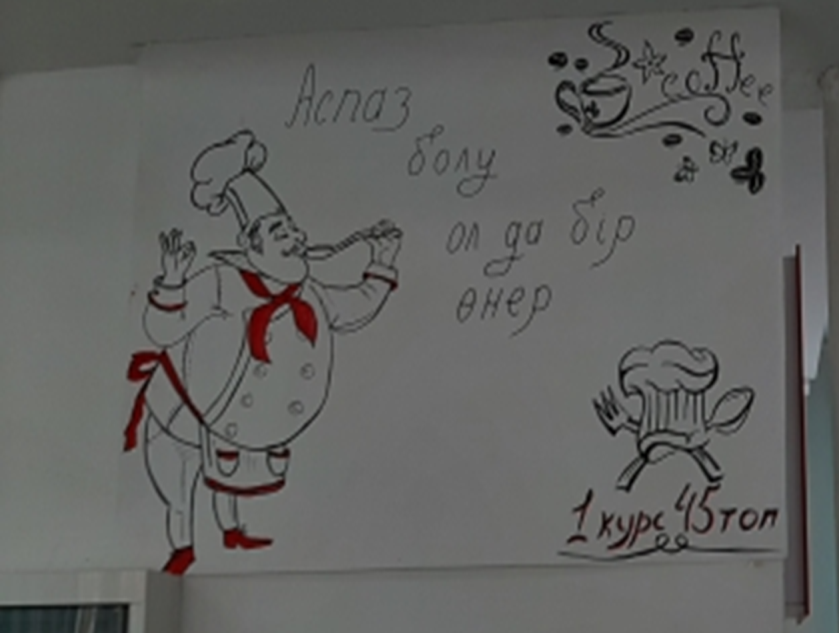 coffee
Аспаз
болу
ол да бір
өнер
1 курс 45 топ